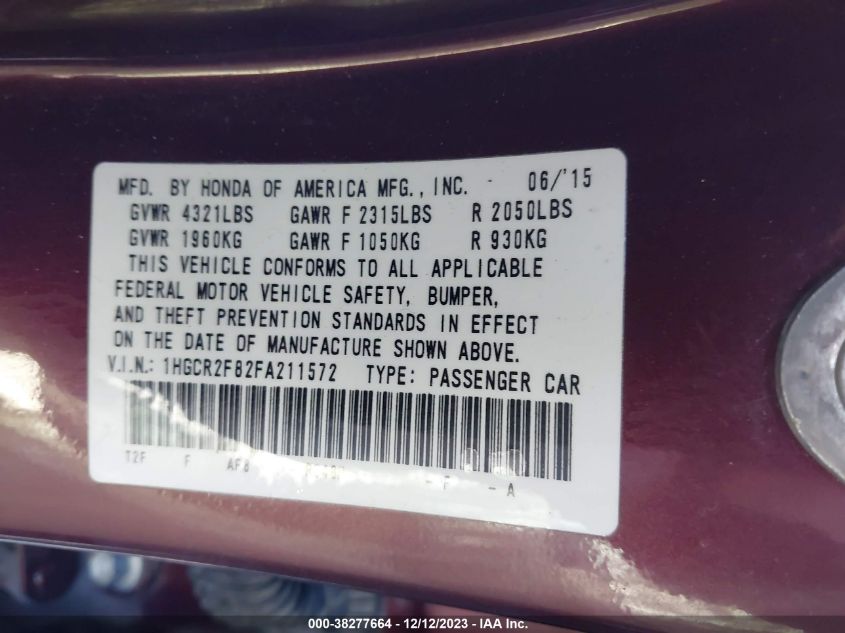 MFD. BY HONDA OF AMERICA MFG., INC. 06/'15
GVWR 4321LBS GAWR F 2315LBS R 2050LBS
GVWR 1960KG GAWR F 1050KG R 930KG
THIS VEHICLE CONFORMS TO ALL APPLICABLE
FEDERAL MOTOR VEHICLE SAFETY, BUMPER,
AND THEFT PREVENTION STANDARDS IN EFFECT
ON THE DATE OF MANUFACTURE SHOWN ABOVE.
V.I.N.: 1HGCR2F82FA211572 TYPE: PASSENGER CAR
T2F F AF8 - F - A
000-38277664 - 12/12/2023 - IAA Inc.